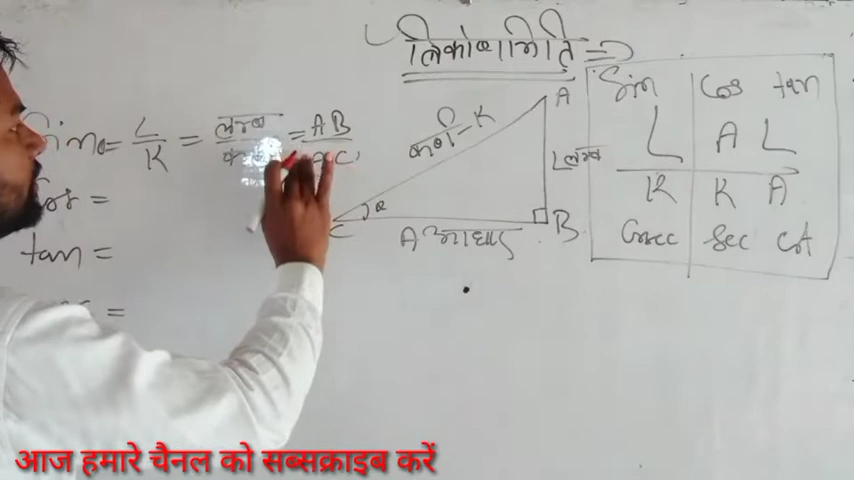 त्रिकोणमिति =>
Sinα = L/K = लम्ब/कर्ण = AB/AC
Cos =
tan =
कर्ण - K
A
L लम्ब
α
C
A आधार
B
Sin Cos tan
L A L
K K A
Cosec Sec Cot
आज हमारे चैनल को सब्सक्राइब करें